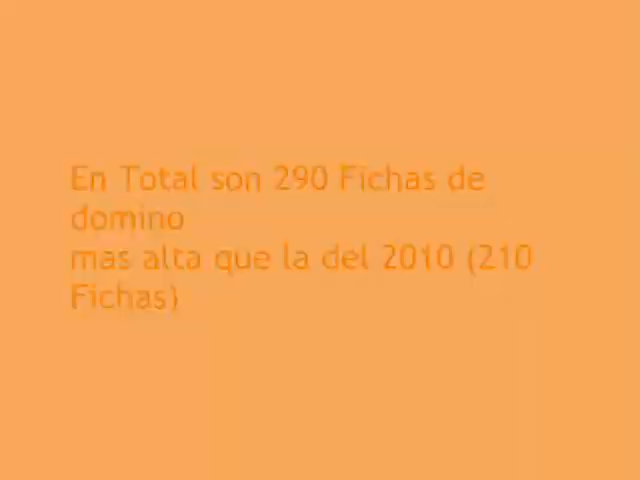 En Total son 290 Fichas de
domino
mas alta que la del 2010 (210
Fichas)